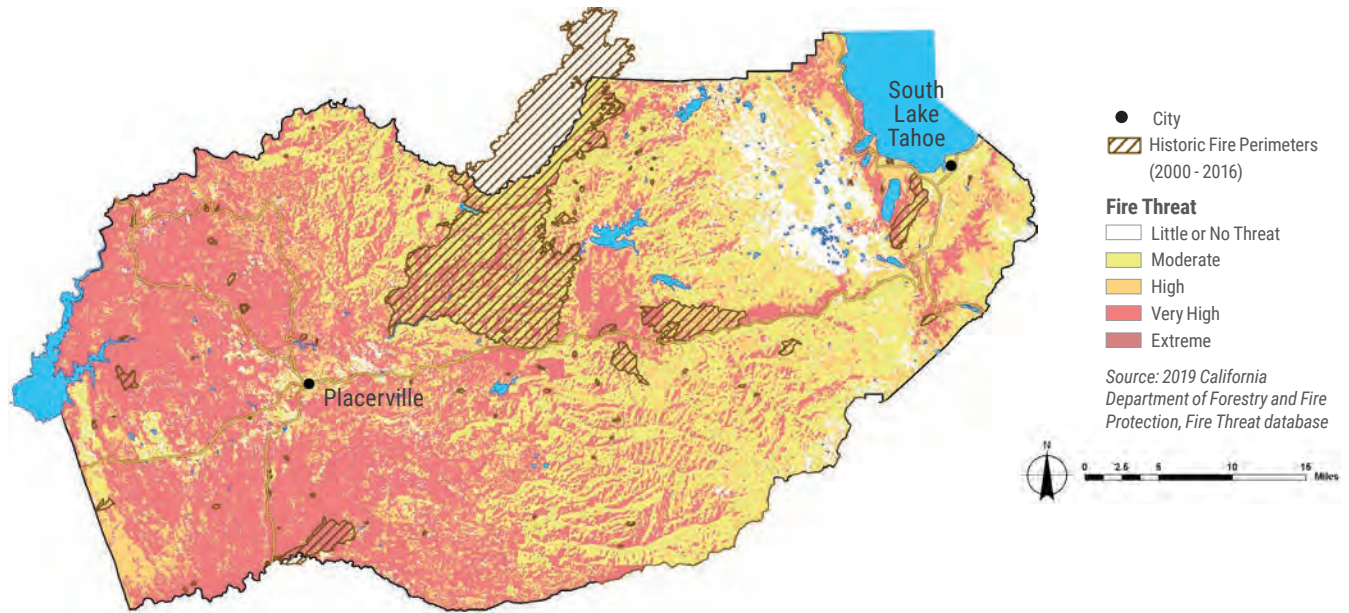 South
Lake
Tahoe
Placerville
City
Historic Fire Perimeters
(2000 - 2016)
Fire Threat
Little or No Threat
Moderate
High
Very High
Extreme
Source: 2019 California
Department of Forestry and Fire
Protection, Fire Threat database
N
0 2.5 5 10 15
Miles